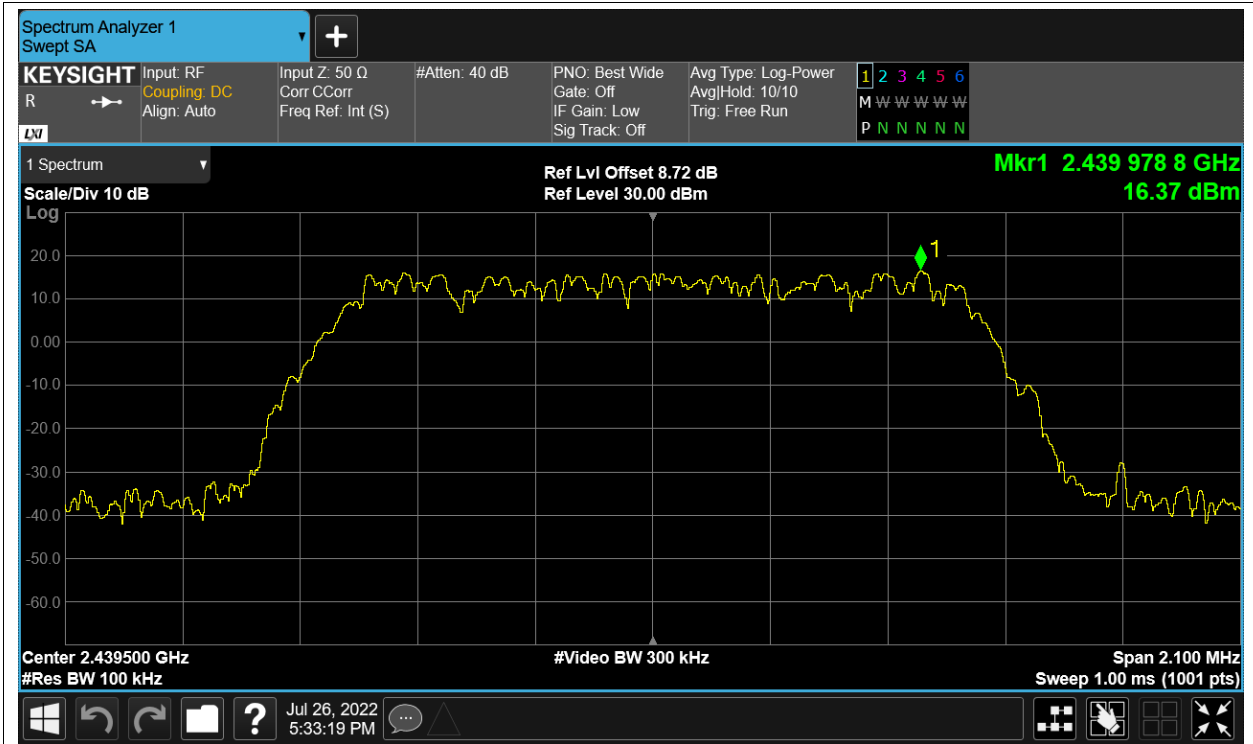 Spectrum Analyzer 1
Swept SA
+
KEYSIGHT
R
LXI
Input: RF
Coupling: DC
Align: Auto
Input Z: 50 Ω
Corr CCorr
Freq Ref: Int (S)
#Atten: 40 dB
PNO: Best Wide
Gate: Off
IF Gain: Low
Sig Track: Off
Avg Type: Log-Power
Avg|Hold: 10/10
Trig: Free Run
1 2 3 4 5 6
M W W W W W
P N N N N N
1 Spectrum
Scale/Div 10 dB
Log
Ref Lvl Offset 8.72 dB
Ref Level 30.00 dBm
Mkr1 2.439 978 8 GHz
16.37 dBm
1
20.0
10.0
0.00
-10.0
-20.0
-30.0
-40.0
-50.0
-60.0
Center 2.439500 GHz
#Res BW 100 kHz
#Video BW 300 kHz
Span 2.100 MHz
Sweep 1.00 ms (1001 pts)
?
Jul 26, 2022
5:33:19 PM